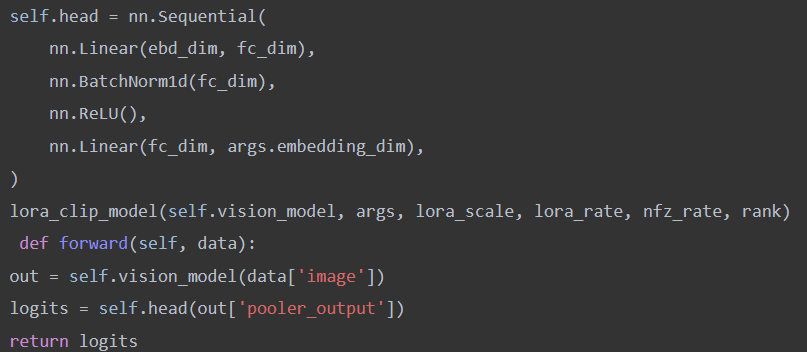 self.head = nn.Sequential(
    nn.Linear(ebd_dim, fc_dim),
    nn.BatchNorm1d(fc_dim),
    nn.ReLU(),
    nn.Linear(fc_dim, args.embedding_dim),
)
lora_clip_model(self.vision_model, args, lora_scale, lora_rate, nfz_rate, rank)
 def forward(self, data):
out = self.vision_model(data['image'])
logits = self.head(out['pooler_output'])
return logits